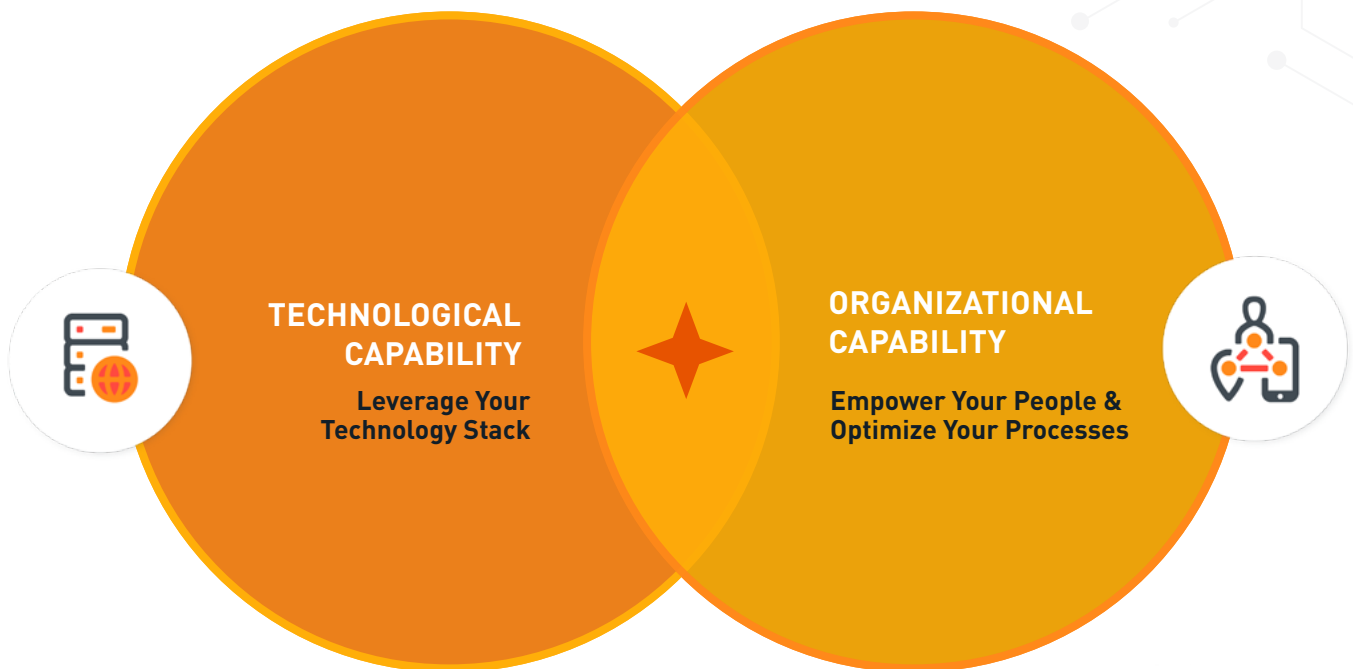 TECHNOLOGICAL
CAPABILITY
Leverage Your
Technology Stack
ORGANIZATIONAL
CAPABILITY
Empower Your People &
Optimize Your Processes